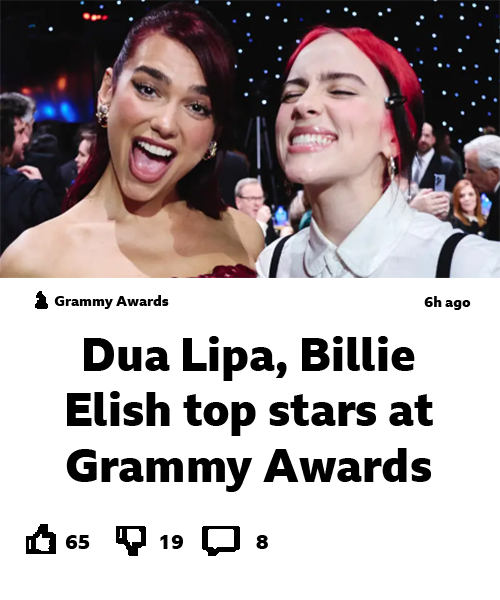 Grammy Awards 6h ago
Dua Lipa, Billie
Elish top stars at
Grammy Awards
65 19 8